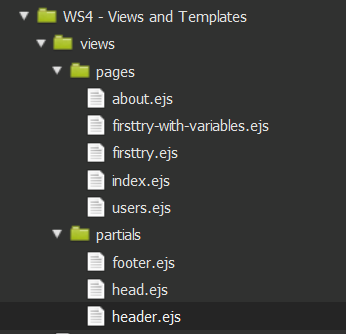 WS4 - Views and Templates
views
pages
about.ejs
firsttry-with-variables.ejs
firsttry.ejs
index.ejs
users.ejs
partials
footer.ejs
head.ejs
header.ejs